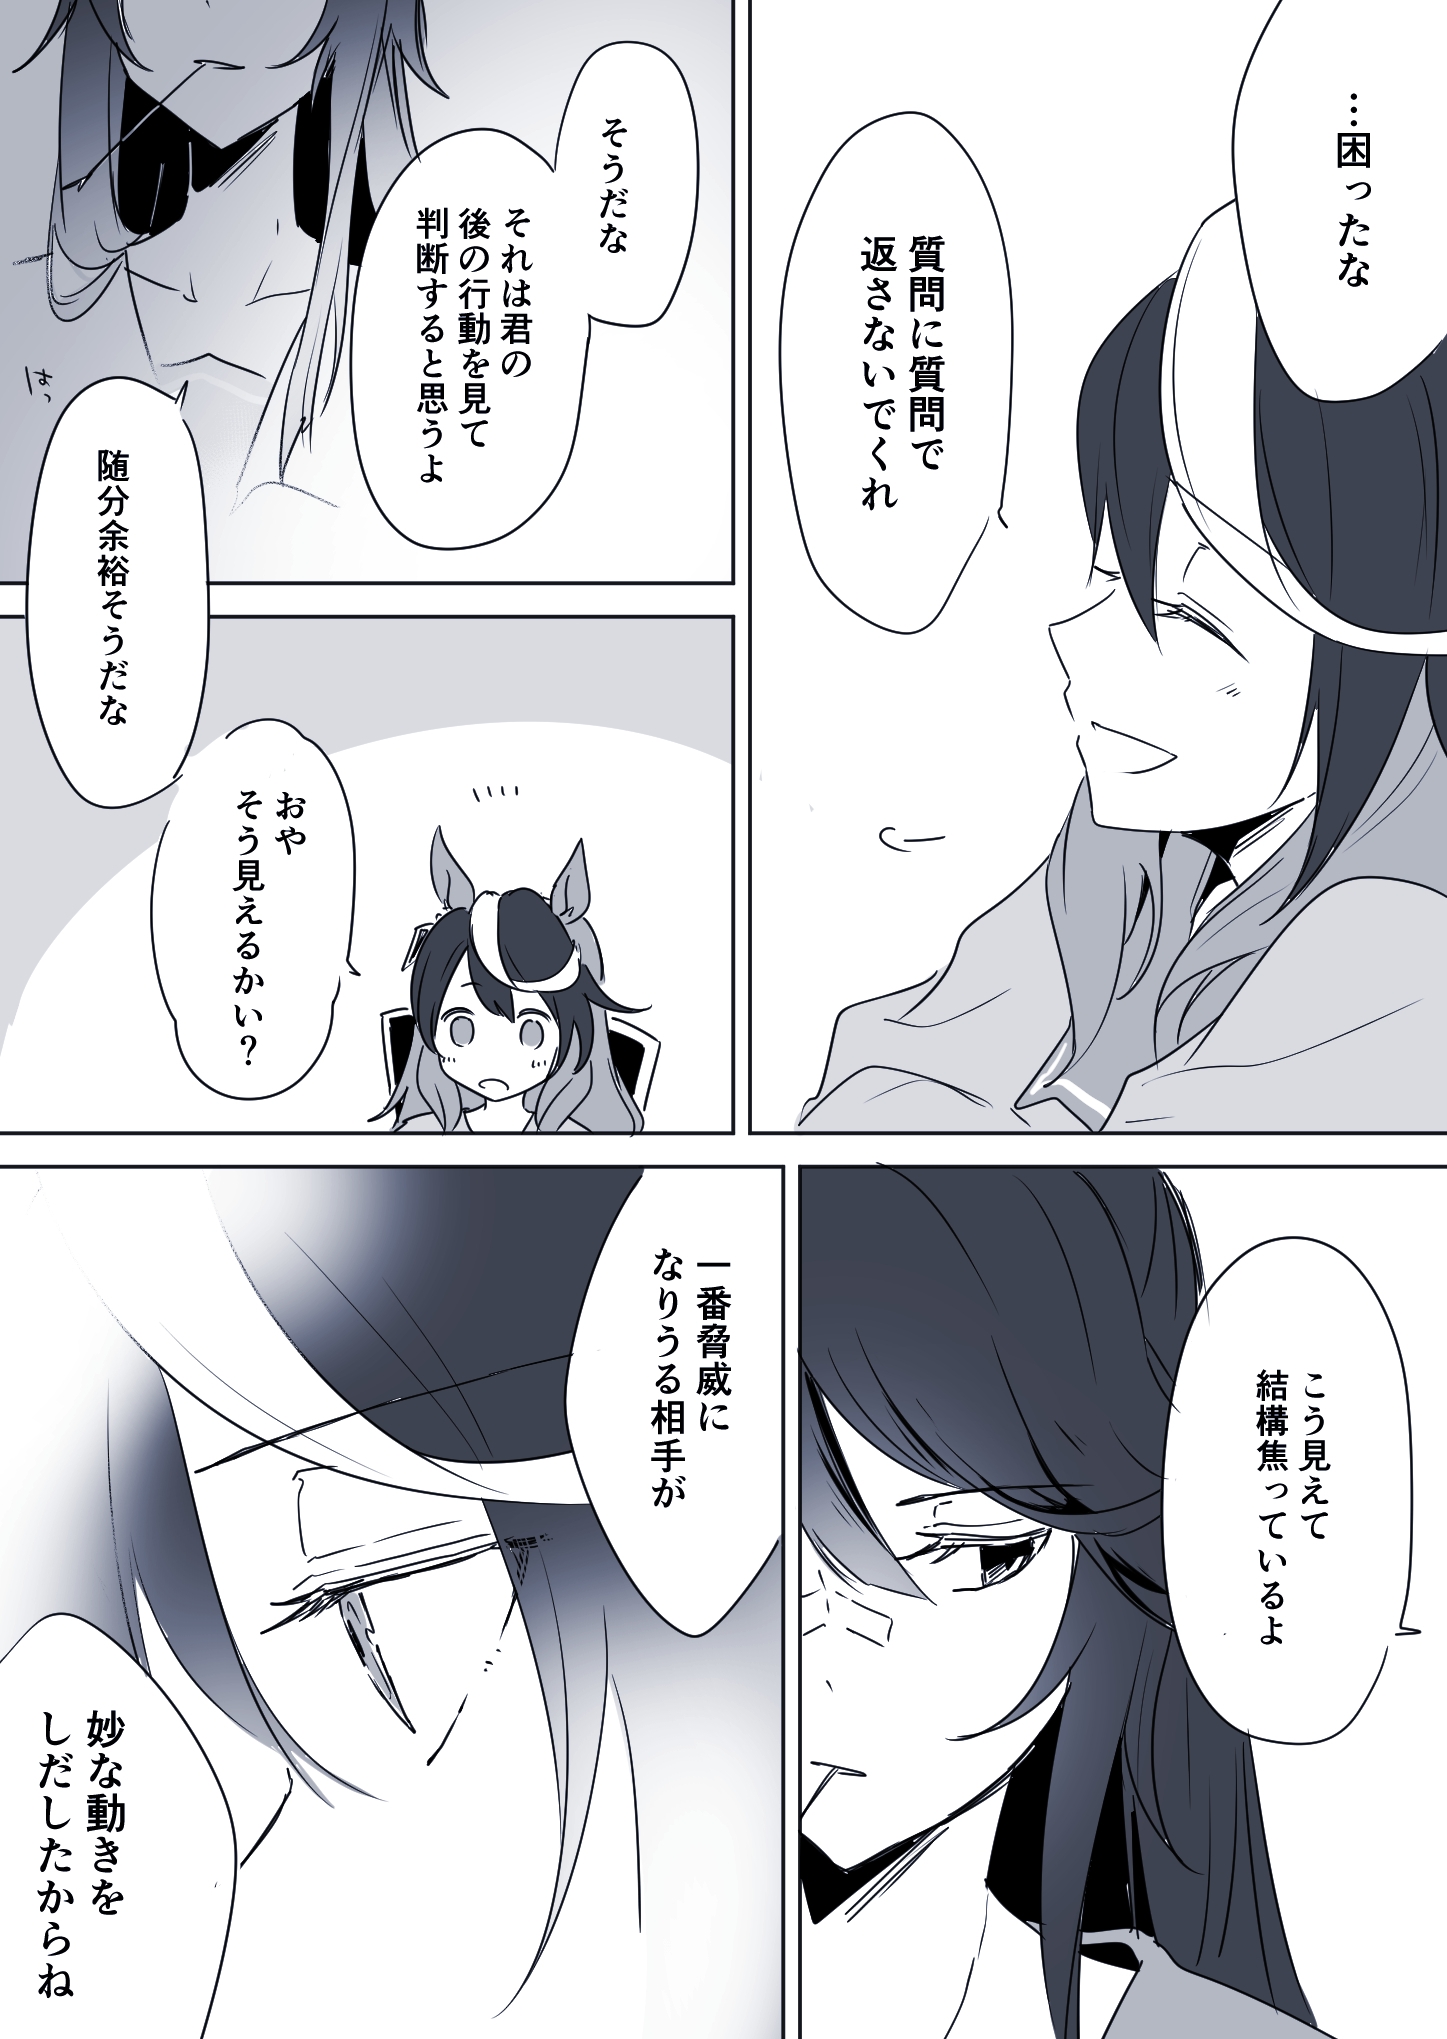 …困ったな
質問に質問で
返さないでくれ
そうだな
それは君の
後の行動を見て
判断すると思うよ
はっ
随分余裕そうだな
おや
そう見えるかい？
こう見えて
結構焦っているよ
一番脅威に
なりうる相手が
妙な動きを
しだしたからね